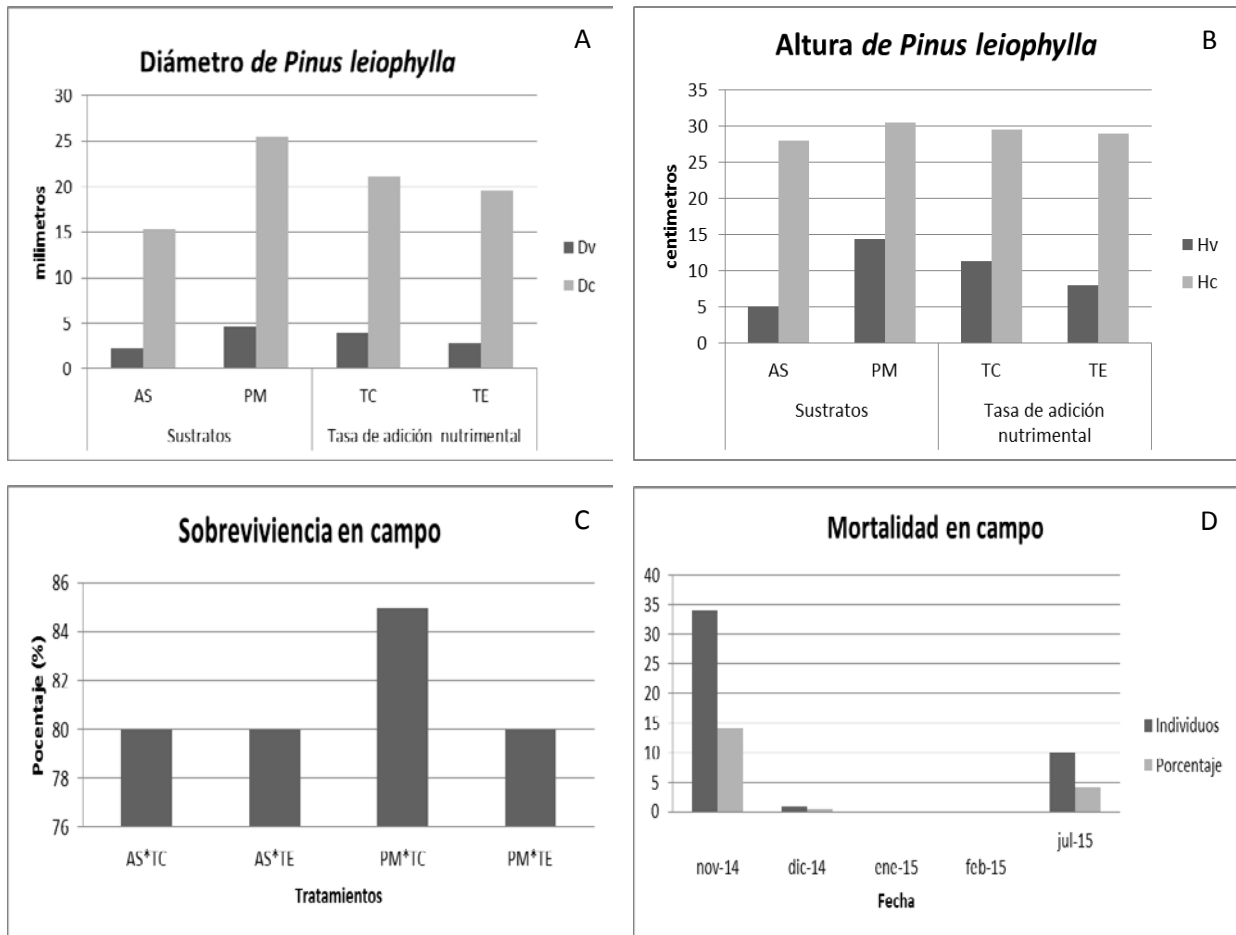 A
Diámetro de Pinus leiophylla
30
25
20
15
10
5
0
milimetros
Dv
Dc
AS PM TC TE
Sustratos Tasa de adición nutrimental
B
Altura de Pinus leiophylla
35
30
25
20
15
10
5
0
centimetros
Hv
Hc
AS PM TC TE
Sustratos Tasa de adición
nutrimental
C
Sobreviviencia en campo
86
84
82
80
78
76
Pocentaje (%)
AS*TC AS*TE PM*TC PM*TE
Tratamientos
D
Mortalidad en campo
40
35
30
25
20
15
10
5
0
Individuos
Porcentaje
nov-14 dic-14 ene-15 feb-15 jul-15
Fecha